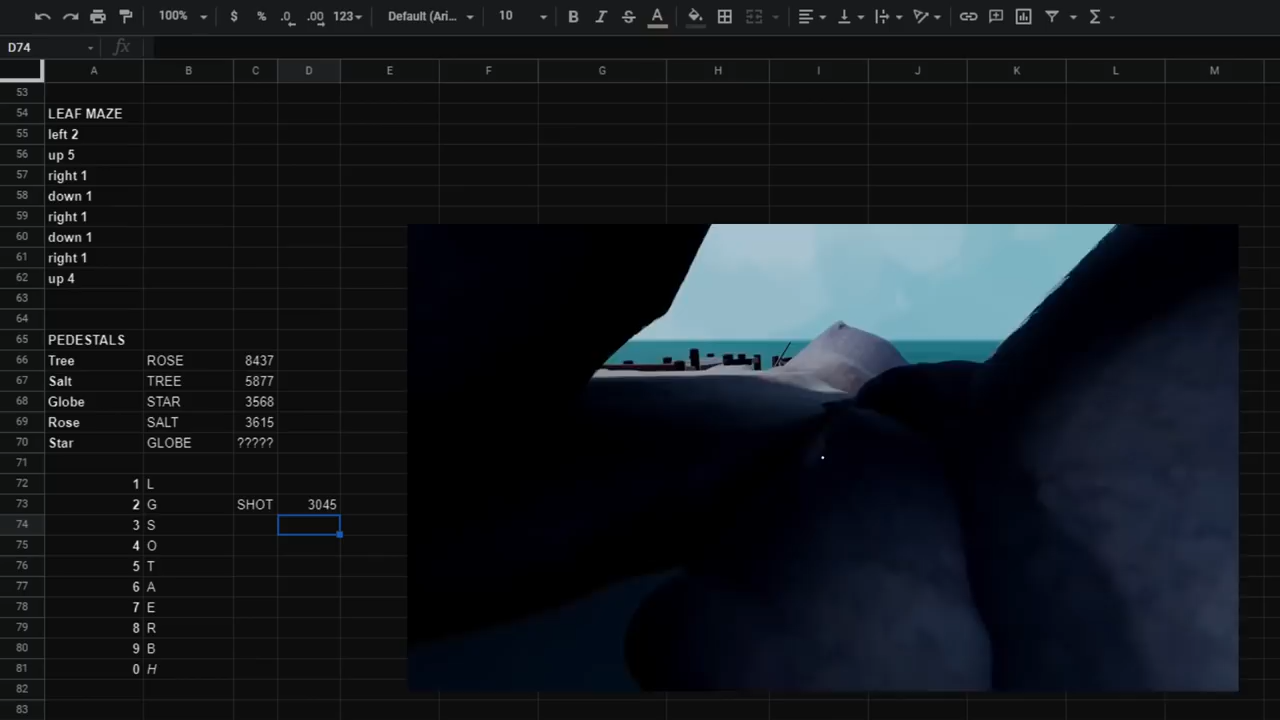 100%
$
%
.0
.00
123
Default (Ari...
10
B
I
S
A
Σ
D74
fx
A B C D E F G H I J K L M
53
54 LEAF MAZE
55 left 2
56 up 5
57 right 1
58 down 1
59 right 1
60 down 1
61 right 1
62 up 4
63
64
65 PEDESTALS
66 Tree ROSE 8437
67 Salt TREE 5877
68 Globe STAR 3568
69 Rose SALT 3615
70 Star GLOBE ?????
71
72 1 L
73 2 G SHOT 3045
74 3 S
75 4 O
76 5 T
77 6 A
78 7 E
79 8 R
80 9 B
81 0 H
82
83